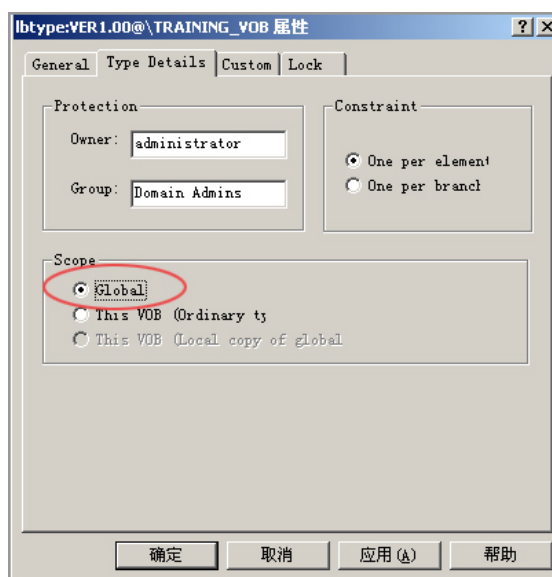 lbtype:VER1.00@\TRAINING_VOB 属性
General Type Details Custom Lock
Protection
Owner: administrator
Group: Domain Admins
Constraint
One per element
One per branch
Scope
Global
This VOB (Ordinary ty
This VOB (Local copy of global
确定 取消 应用(A) 帮助